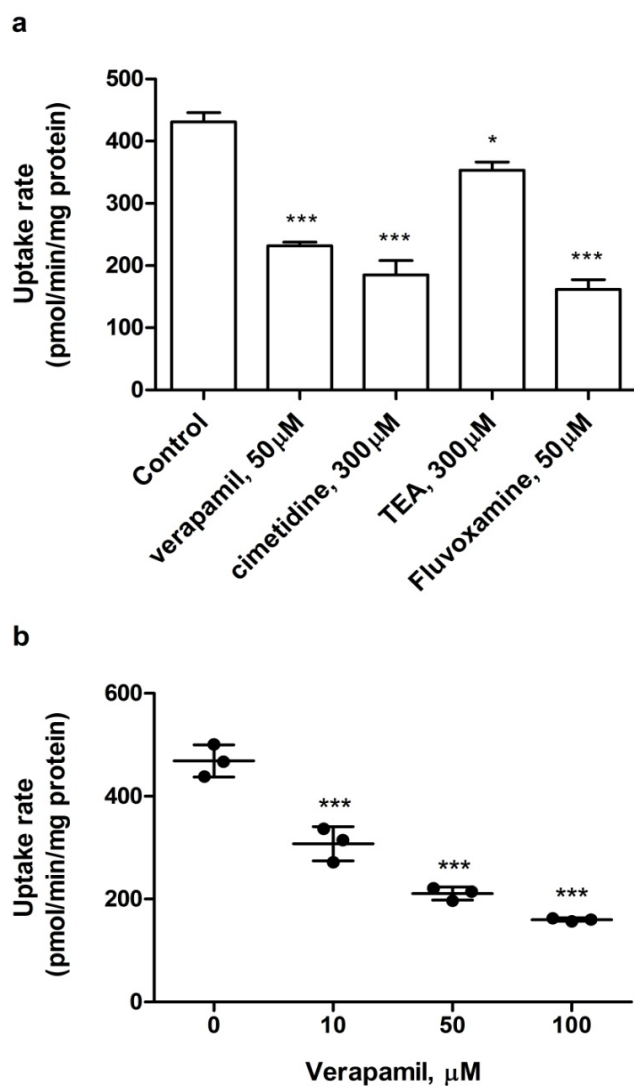 a
Uptake rate
(pmol/min/mg protein)
500
400
300
200
100
0
***
***
*
***
Control
verapamil, 50μM
cimetidine, 300μM
TEA, 300μM
Fluvoxamine, 50μM
b
Uptake rate
(pmol/min/mg protein)
600
400
200
0
***
***
***
0 10 50 100
Verapamil, μM